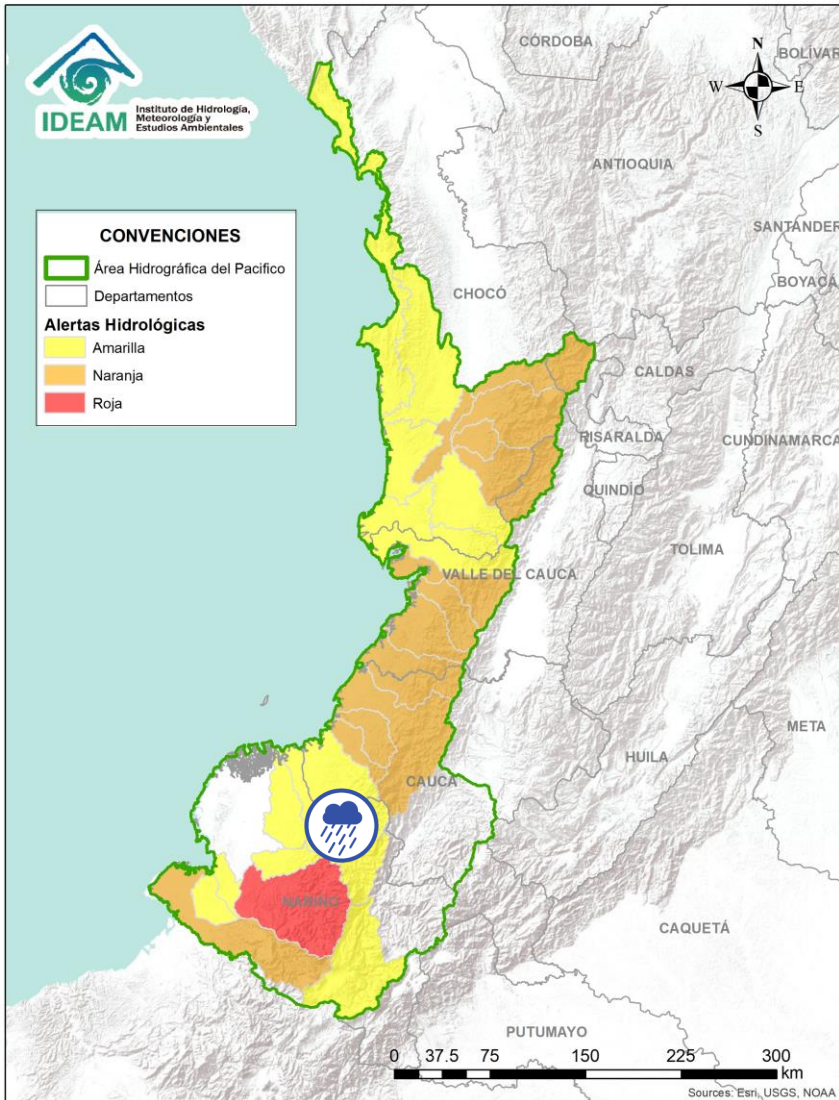 IDEAM
Instituto de Hidrología,
Meteorología y
Estudios Ambientales
CÓRDOBA
BOLÍVAR
N
W
E
S
ANTIOQUIA
SANTANDER
BOYACÁ
CONVENCIONES
Área Hidrográfica del Pacifico
Departamentos
Alertas Hidrológicas
Amarilla
Naranja
Roja
CHOCÓ
CALDAS
RISARALDA
CUNDINAMARCA
QUINDÍO
TOLIMA
VALLE DEL CAUCA
META
HUILA
CAUCA
NARIÑO
CAQUETÁ
PUTUMAYO
0 37.5 75 150 225 300
km
Sources: Esri, USGS, NOAA